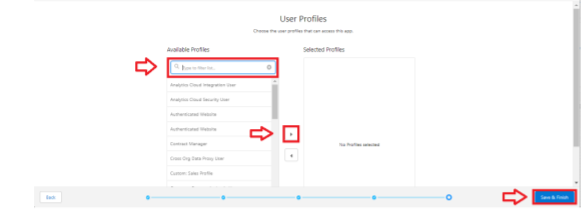 User Profiles
Choose the user profiles that can access this app.
Available Profiles
Selected Profiles
Type to filter list...
Analytics Cloud Integration User
Analytics Cloud Security User
Authenticated Website
Authenticated Website
Contract Manager
Cross Org Data Proxy User
Custom: Sales Profile
No Profiles selected
Back
Save & Finish